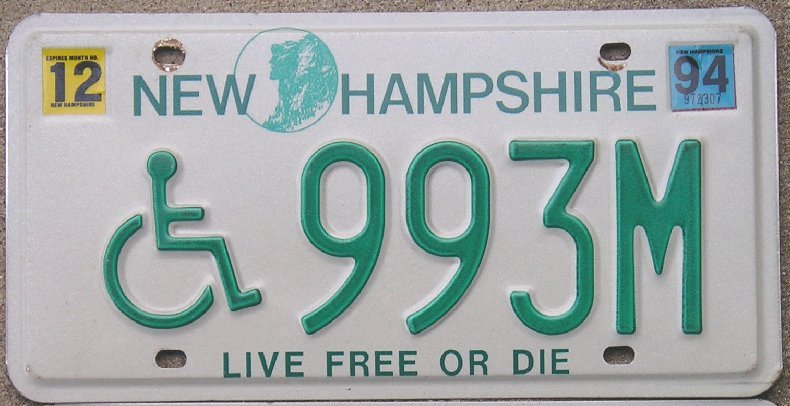 EXPIRES MONTH NO.
12
NEW HAMPSHIRE
NEW HAMPSHIRE
94
972307
NEW HAMPSHIRE
993M
LIVE FREE OR DIE